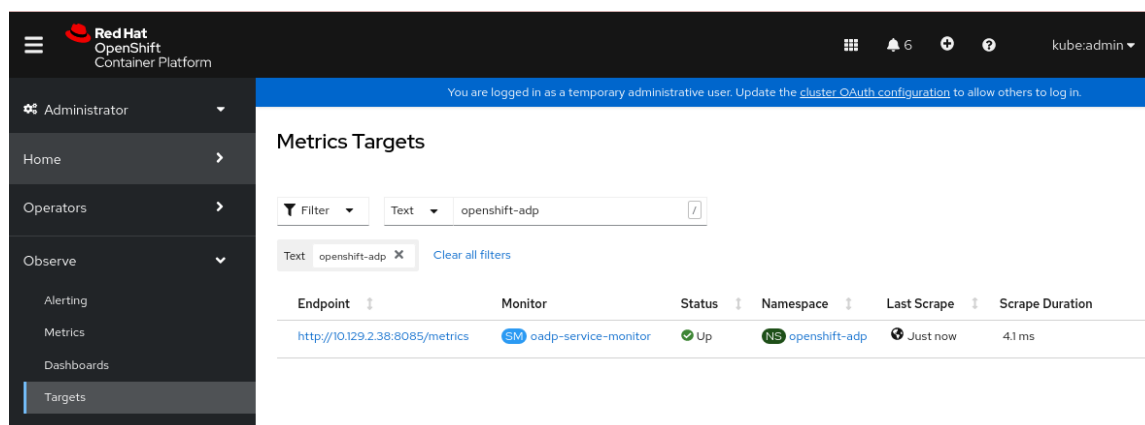 Red Hat
OpenShift
Container Platform
6
kube:admin
You are logged in as a temporary administrative user. Update the cluster OAuth configuration to allow others to log in.
Administrator
Home
Operators
Observe
Alerting
Metrics
Dashboards
Targets
Metrics Targets
Filter Text openshift-adp /
Text openshift-adp Clear all filters
Endpoint Monitor Status Namespace Last Scrape Scrape Duration
http://10.129.2.38:8085/metrics SM oadp-service-monitor Up NS openshift-adp Just now 4.1 ms